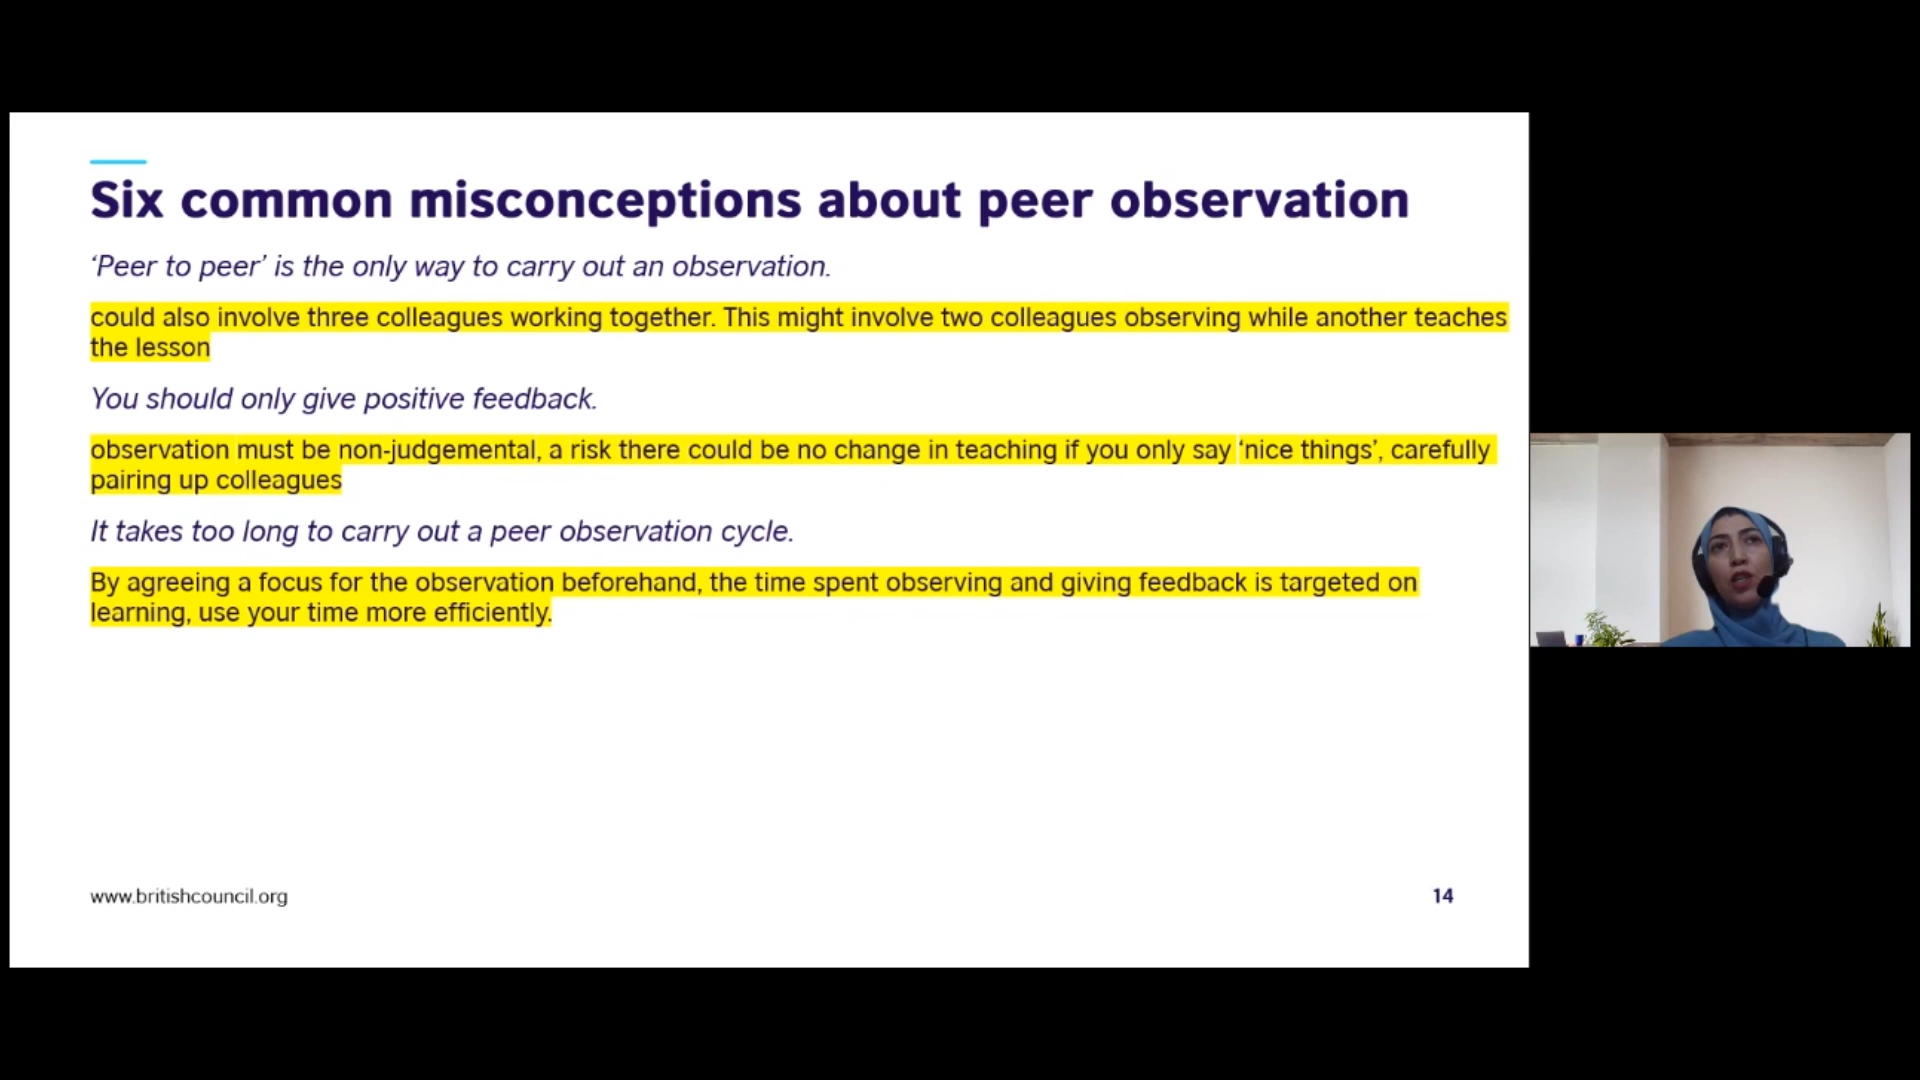 Six common misconceptions about peer observation
‘Peer to peer’ is the only way to carry out an observation.
could also involve three colleagues working together. This might involve two colleagues observing while another teaches
the lesson
You should only give positive feedback.
observation must be non-judgemental, a risk there could be no change in teaching if you only say ‘nice things’, carefully
pairing up colleagues
It takes too long to carry out a peer observation cycle.
By agreeing a focus for the observation beforehand, the time spent observing and giving feedback is targeted on
learning, use your time more efficiently.
www.britishcouncil.org
14